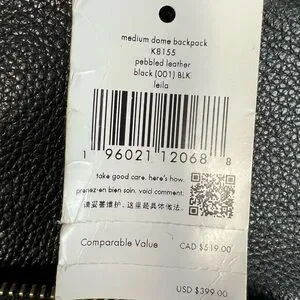 medium dome backpack
KB155
pebbled leather
black (001) BLK
leila
1 96021 12068 8
take good care. here's how.
prenez-en bien soin. voici comment.
请妥善维护。这是具体做法。
Comparable Value CAD $519.00
USD $399.00